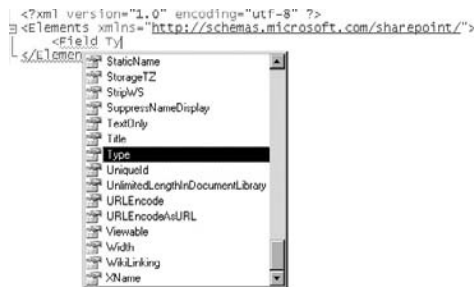 <?xml version="1.0" encoding="utf-8" ?>
<Elements xmlns="http://schemas.microsoft.com/sharepoint/">
<Field Ty
</Elemen
StaticName
StorageTZ
StripWS
SuppressNameDisplay
TextOnly
Title
Type
UniqueId
UnlimitedLengthInDocumentLibrary
URLEncode
URLEncodeAsURL
Viewable
Width
WikiLinking
XName